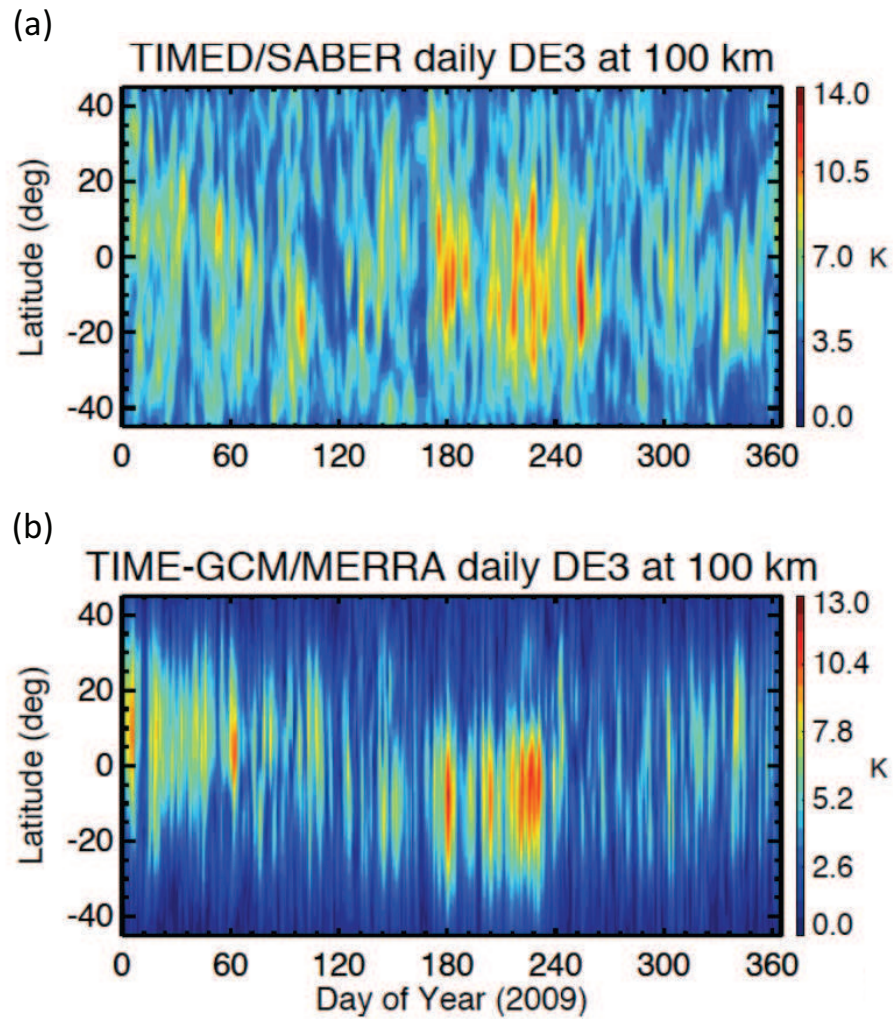 (a)
TIMED/SABER daily DE3 at 100 km
Latitude (deg)
40
20
0
-20
-40
0 60 120 180 240 300 360
14.0
10.5
7.0 K
3.5
0.0
(b)
TIME-GCM/MERRA daily DE3 at 100 km
Latitude (deg)
40
20
0
-20
-40
0 60 120 180 240 300 360
Day of Year (2009)
13.0
10.4
7.8
K
5.2
2.6
0.0